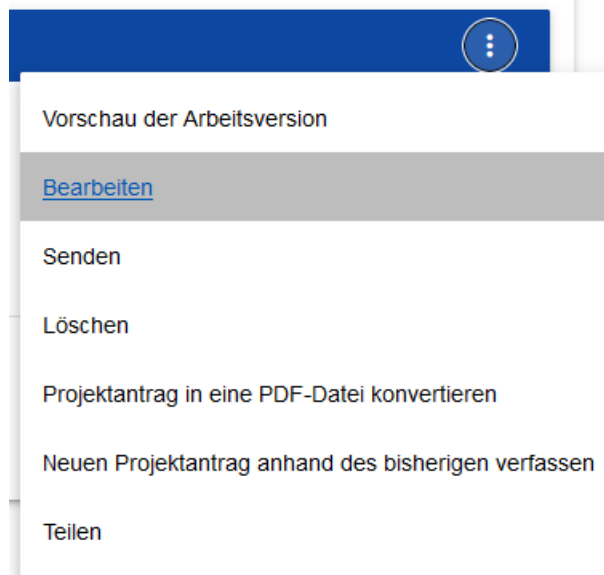 Vorschau der Arbeitsversion
Bearbeiten
Senden
Löschen
Projektantrag in eine PDF-Datei konvertieren
Neuen Projektantrag anhand des bisherigen verfassen
Teilen